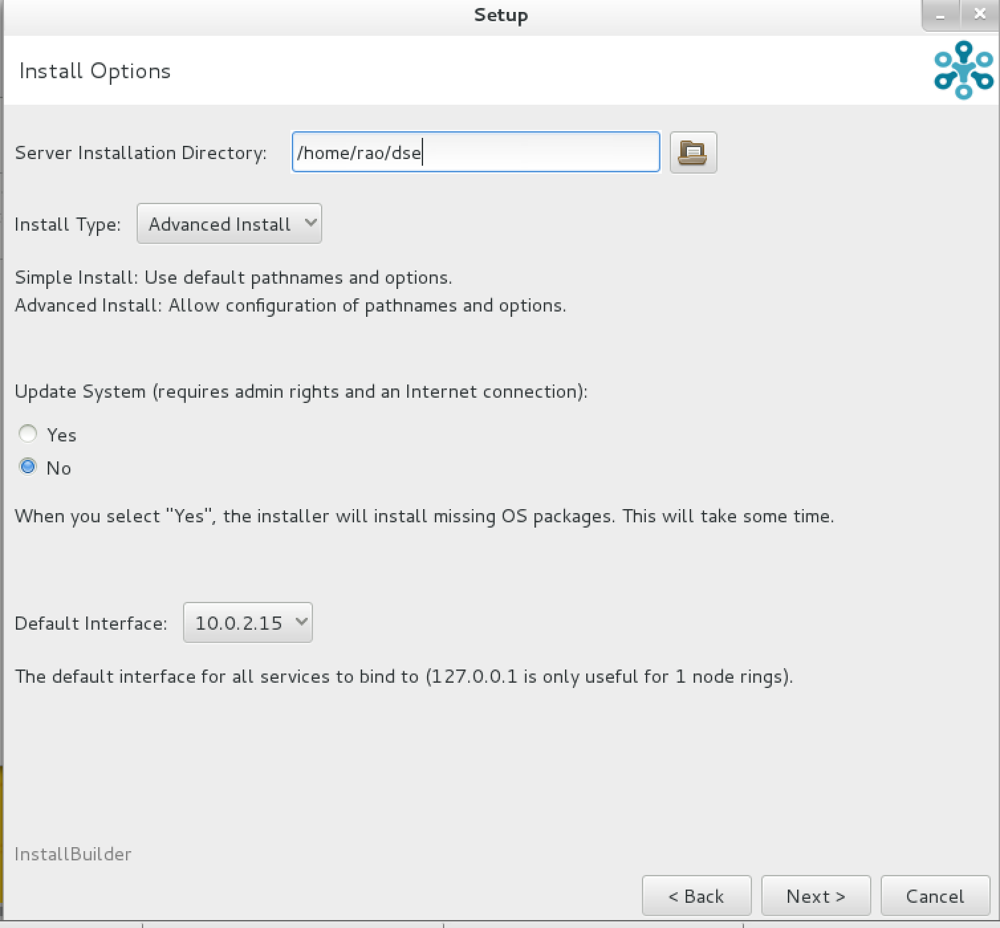 Setup
Install Options
Server Installation Directory: /home/rao/dse
Install Type: Advanced Install
Simple Install: Use default pathnames and options.
Advanced Install: Allow configuration of pathnames and options.
Update System (requires admin rights and an Internet connection):
Yes
No
When you select "Yes", the installer will install missing OS packages. This will take some time.
Default Interface: 10.0.2.15
The default interface for all services to bind to (127.0.0.1 is only useful for 1 node rings).
InstallBuilder
< Back Next > Cancel